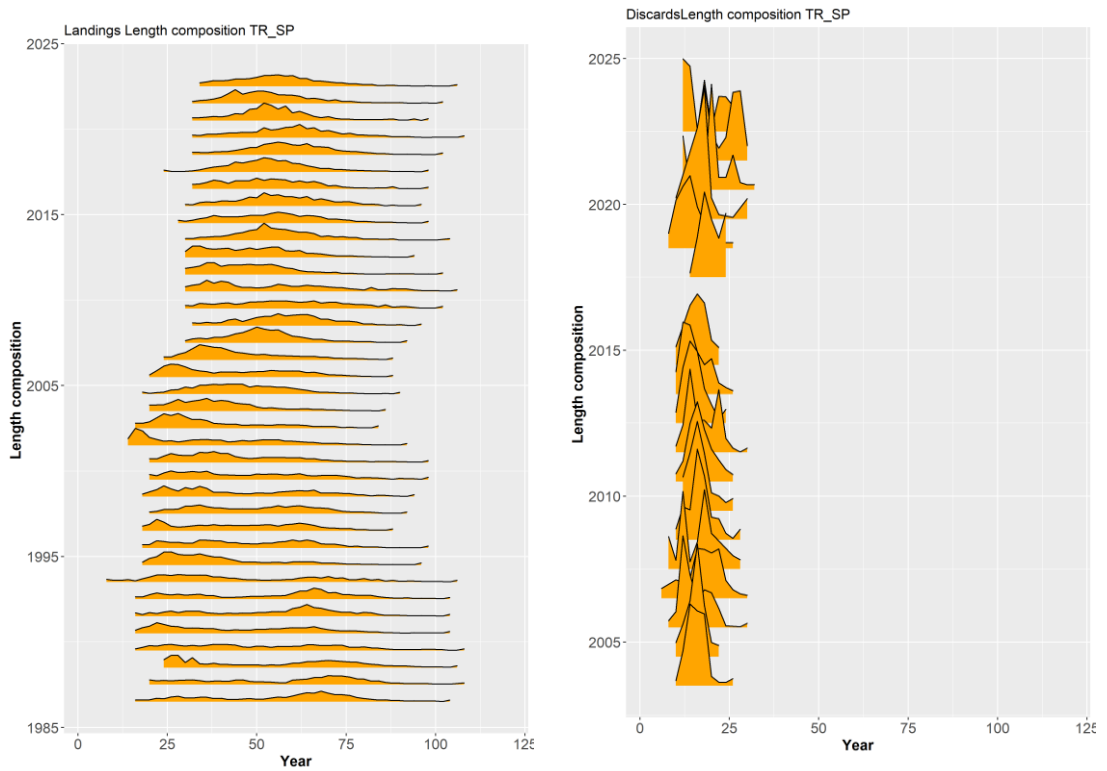 Landings Length composition TR_SP
2025
2015
2005
1995
1985
Length composition
0 25 50 75 100 125
Year
DiscardsLength composition TR_SP
2025
2020
2015
2010
2005
Length composition
0 25 50 75 100 125
Year